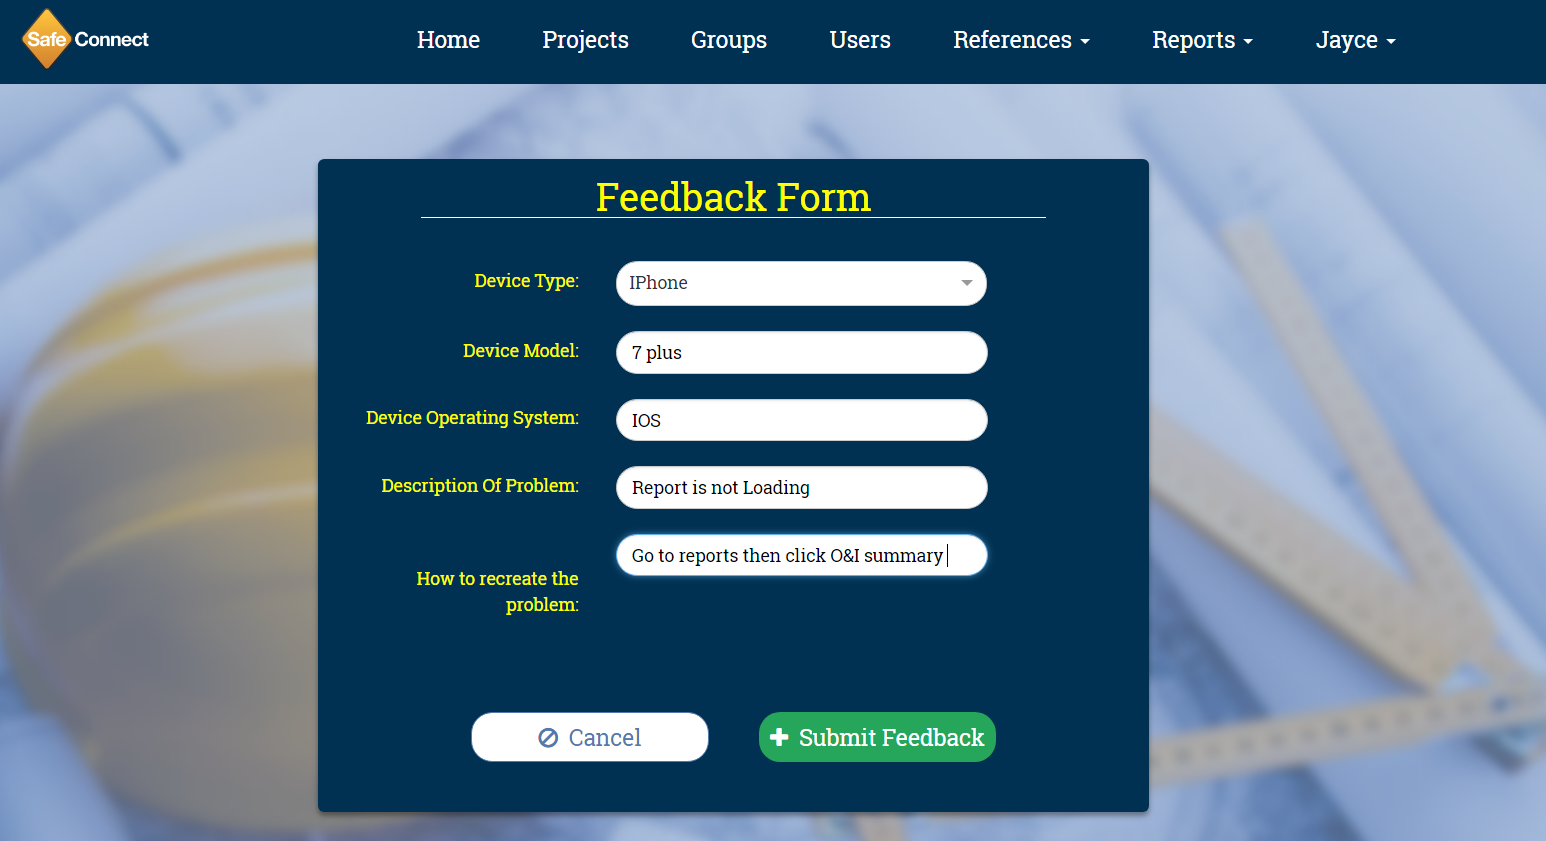 Safe Connect
Home Projects Groups Users References Reports Jayce
Feedback Form
Device Type: IPhone
Device Model: 7 plus
Device Operating System: IOS
Description Of Problem: Report is not Loading
Go to reports then click O&I summary
How to recreate the
problem:
Cancel Submit Feedback